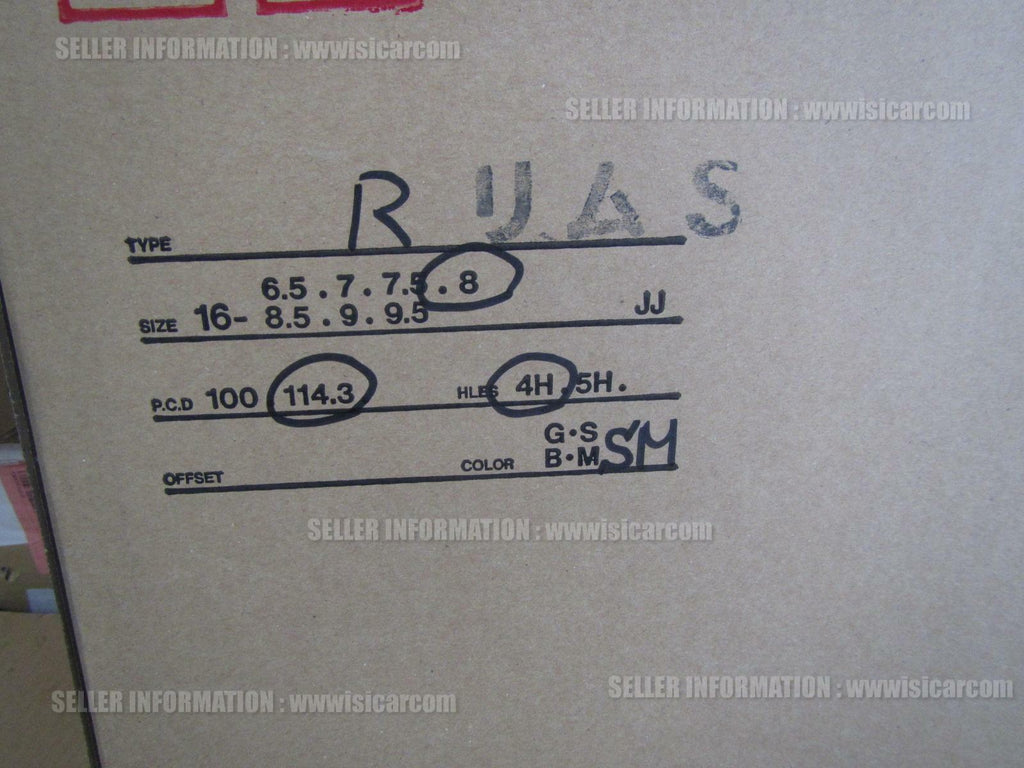 SELLER INFORMATION : wwwisicarcom
SELLER INFORMATION : wwwisicarcom
TYPE R
6.5 . 7 . 7.5 . 8
SIZE 16- 8.5 . 9 . 9.5 JJ
P.C.D 100 114.3 HLES 4H . 5H .
G·S
OFFSET COLOR B·M SM
SELLER INFORMATION : wwwisicarcom
SELLER INFORMATION : wwwisicarcom
SELLER INFORMATION : wwwisicarcom